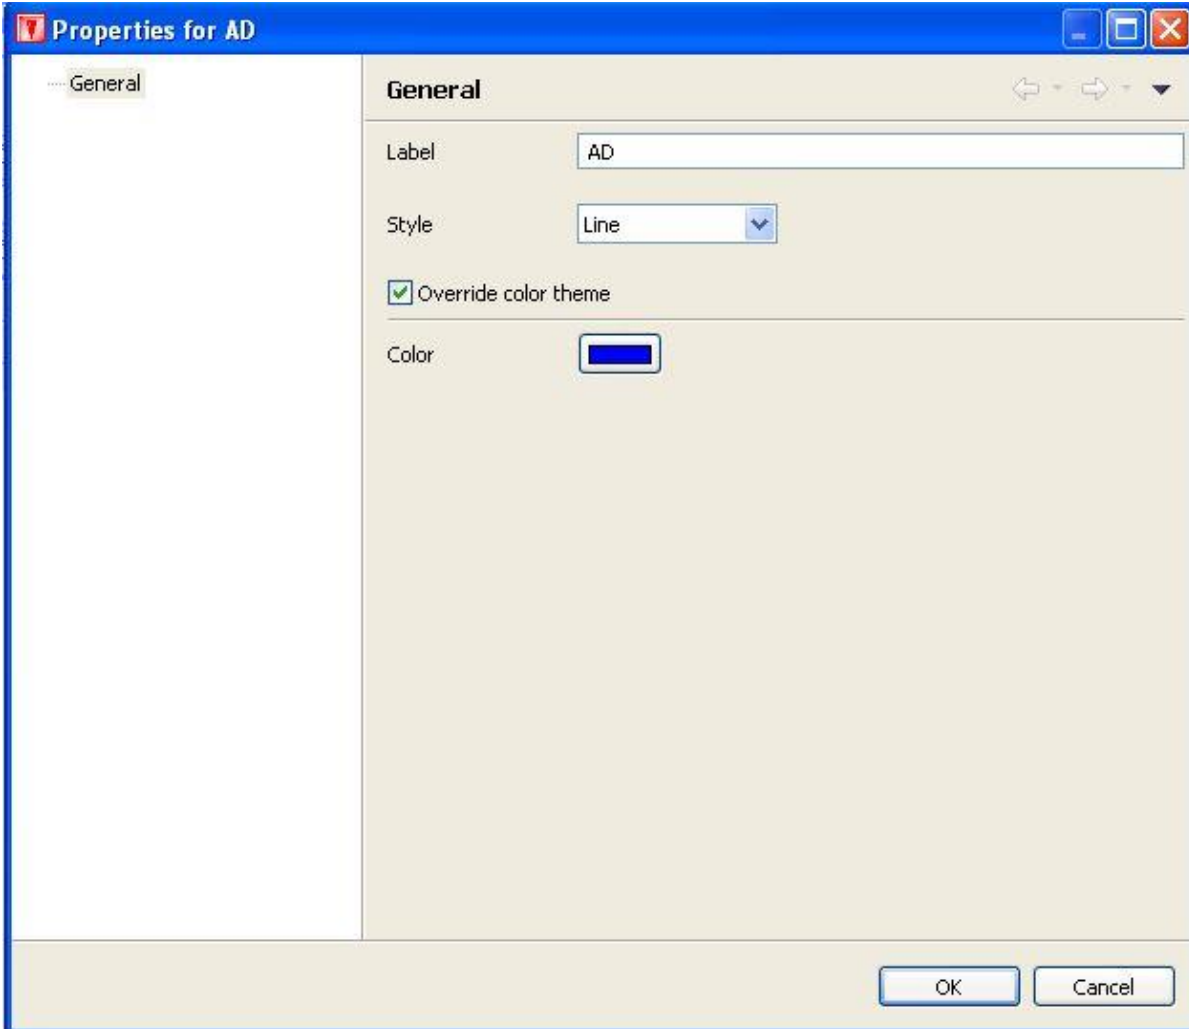 Properties for AD
General
General
Label AD
Style Line
Override color theme
Color
OK Cancel